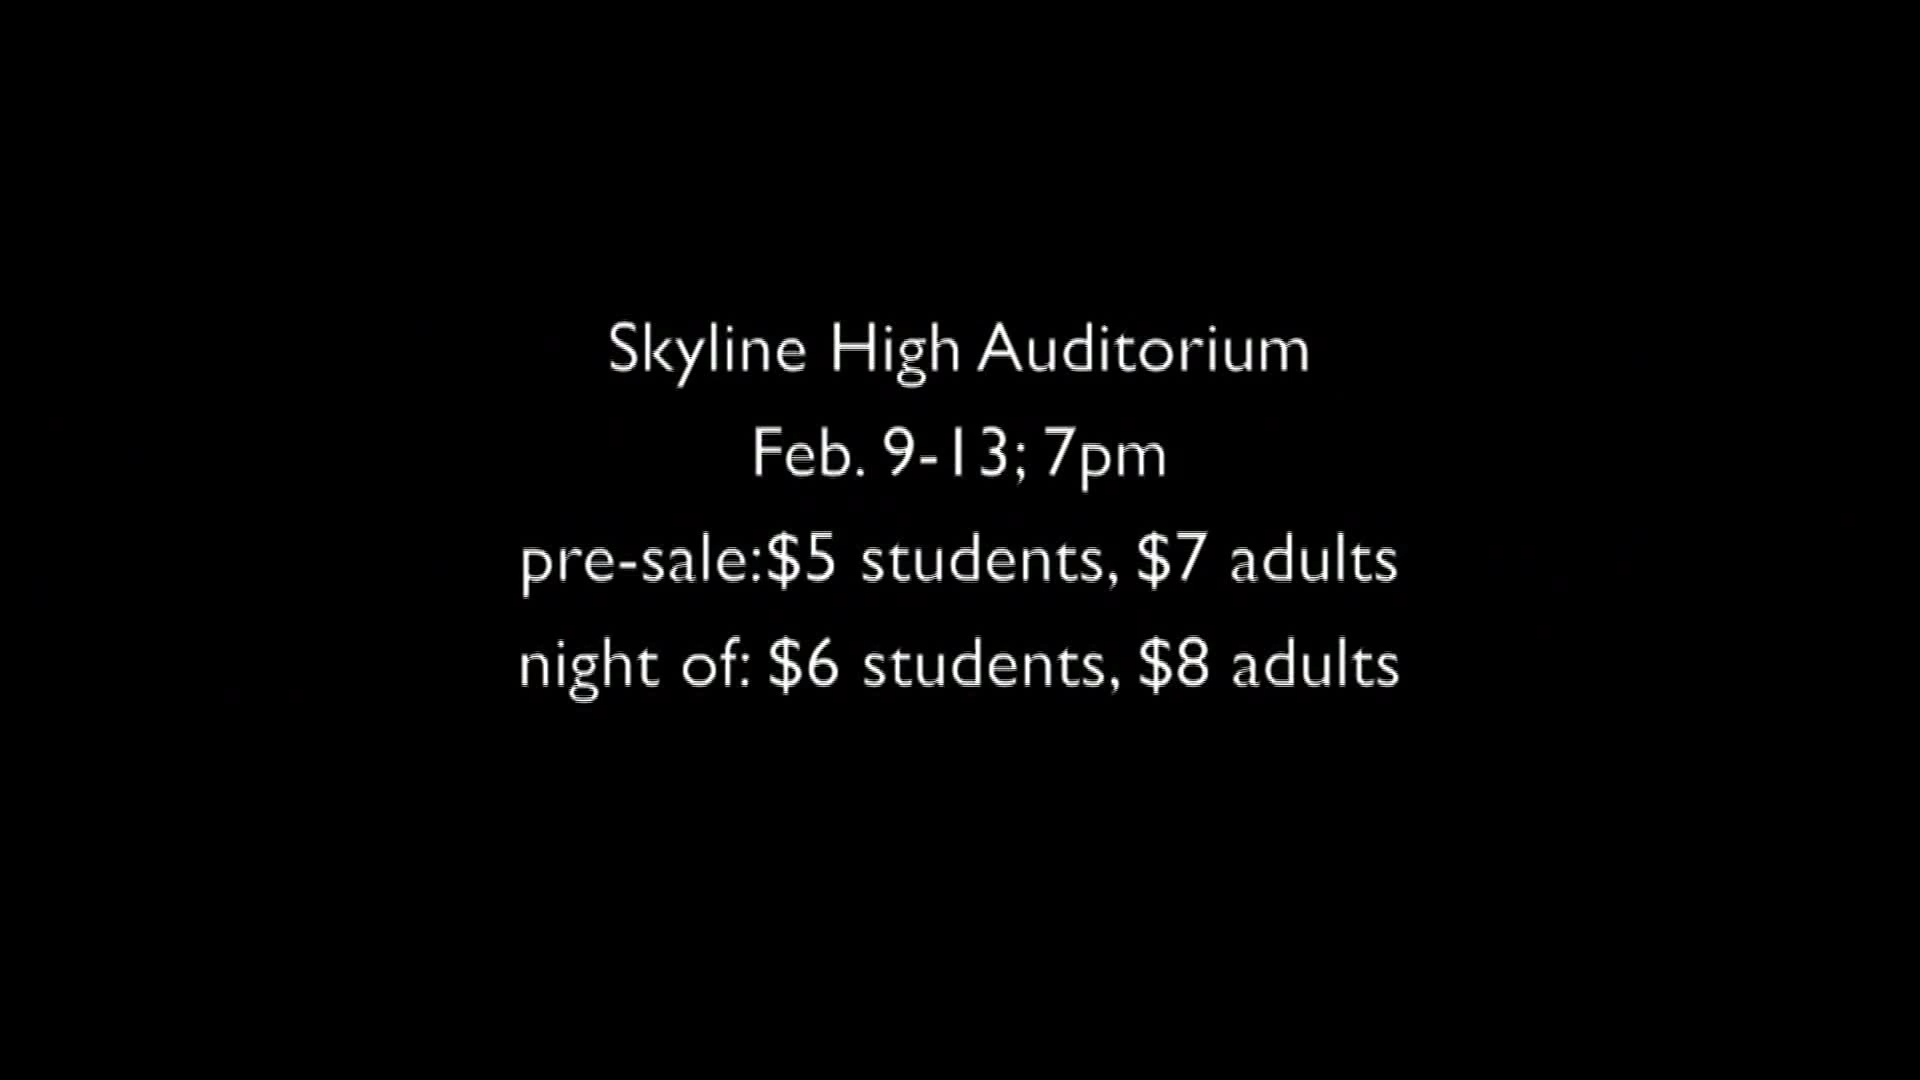 Skyline High Auditorium
Feb. 9-13; 7pm
pre-sale:$5 students, $7 adults
night of: $6 students, $8 adults